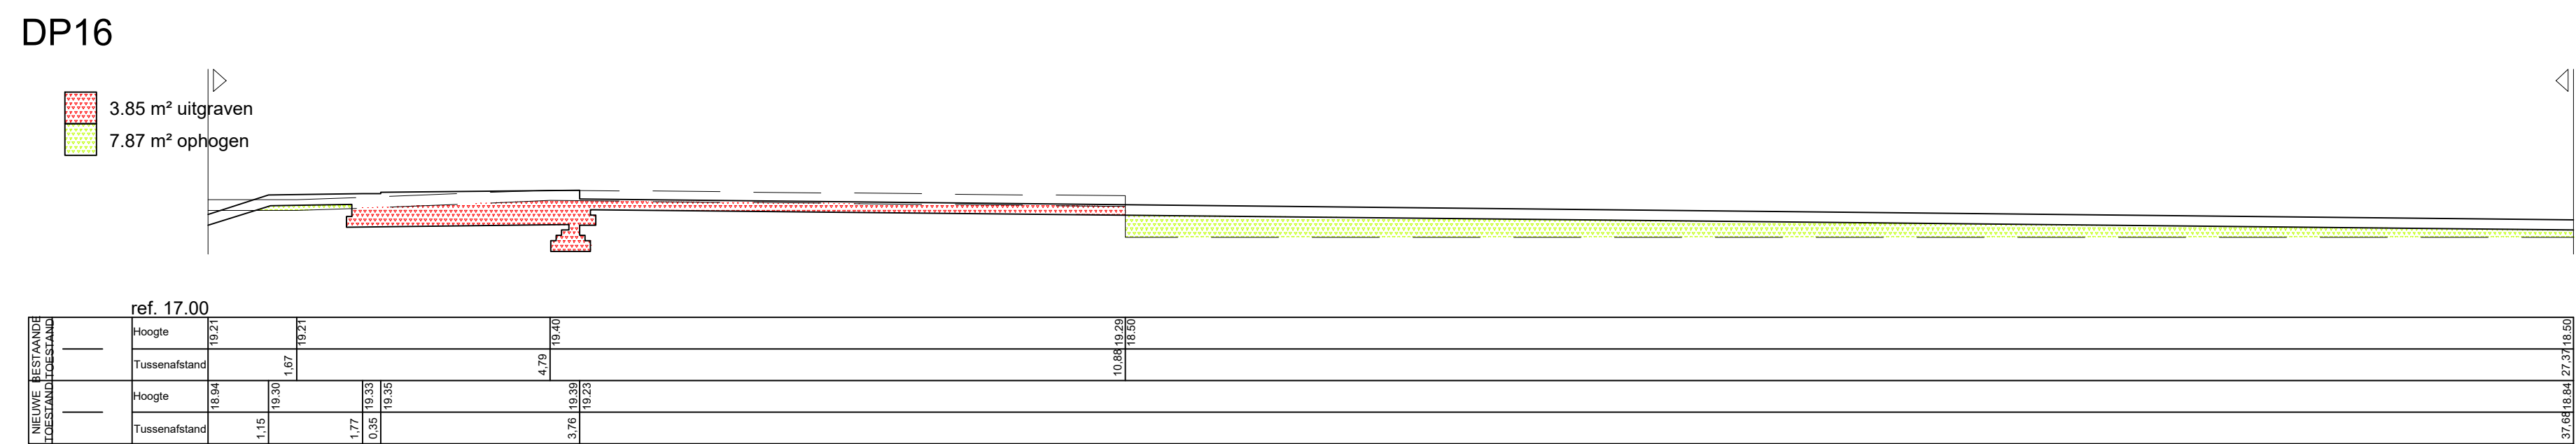 DP16
3.85 m² uitgraven
7.87 m² ophogen
ref. 17.00
BESTAANDE
TOESTAND
Hoogte 19.21 19.21 19.40 19.29 18.50 18.50
Tussenafstand 1,67 4,79 10,88 27,37
NIEUWE
TOESTAND
Hoogte 18.94 19.30 19.33 19.35 19.39 19.23 18.84
Tussenafstand 1,15 1,77 0,35 3,76 37,68